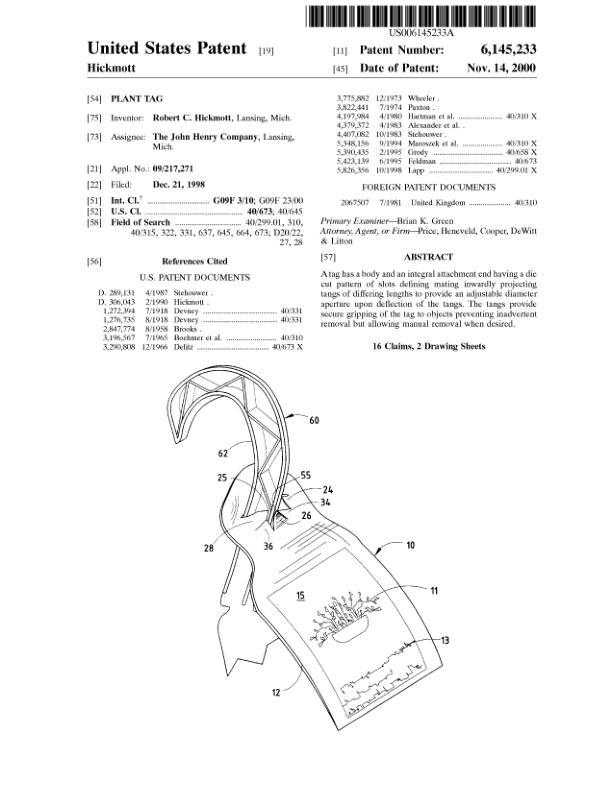 US006145233A
United States Patent [19]
Hickmott
[11] Patent Number: 6,145,233
[45] Date of Patent: Nov. 14, 2000
[54] PLANT TAG
[75] Inventor: Robert C. Hickmott, Lansing, Mich.
[73] Assignee: The John Henry Company, Lansing,
Mich.
[21] Appl. No.: 09/217,271
[22] Filed: Dec. 21, 1998
[51] Int. Cl.7 ............................ G09F 3/10; G09F 23/00
[52] U.S. Cl. ........................................... 40/673; 40/645
[58] Field of Search .............................. 40/299.01, 310,
40/315, 322, 331, 637, 645, 664, 673; D20/22,
27, 28
[56] References Cited
U.S. PATENT DOCUMENTS
D. 289,131 4/1987 Stehouwer .
D. 306,043 2/1990 Hickmott .
1,272,394 7/1918 Devney .................................. 40/331
1,276,735 8/1918 Devney .................................. 40/331
2,847,774 8/1958 Brooks .
3,196,567 7/1965 Boehmer et al. ....................... 40/310
3,290,808 12/1966 Delitz ................................ 40/673 X
3,775,882 12/1973 Wheeler .
3,822,441 7/1974 Paxton .
4,197,984 4/1980 Hartman et al. .................... 40/310 X
4,379,372 4/1983 Alexander et al. .
4,407,082 10/1983 Stehouwer .
5,348,156 9/1994 Maroszek et al. .................. 40/310 X
5,390,435 2/1995 Grody ............................... 40/658 X
5,423,139 6/1995 Feldman ................................ 40/673
5,826,356 10/1998 Lapp ............................... 40/299.01 X
FOREIGN PATENT DOCUMENTS
2067507 7/1981 United Kingdom .................. 40/310
Primary Examiner—Brian K. Green
Attorney, Agent, or Firm—Price, Heneveld, Cooper, DeWitt
& Litton
[57] ABSTRACT
A tag has a body and an integral attachment end having a die
cut pattern of slots defining mating inwardly projecting
tangs of differing lengths to provide an adjustable diameter
aperture upon deflection of the tangs. The tangs provide
secure gripping of the tag to objects preventing inadvertent
removal but allowing manual removal when desired.
16 Claims, 2 Drawing Sheets
60
62
25
55
24
34
26
28
36
10
15
11
13
12